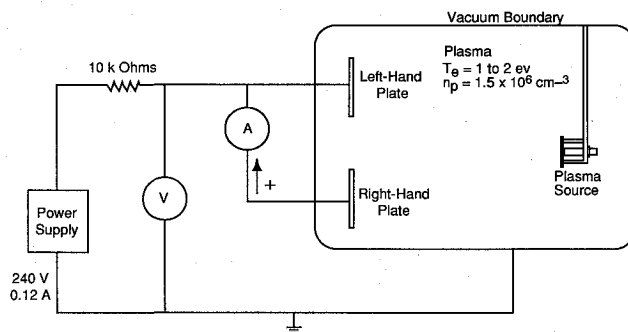 Vacuum Boundary
10 k Ohms
Plasma
Te = 1 to 2 ev
np = 1.5 x 10⁶ cm–3
Left-Hand
Plate
A
+
V
Right-Hand
Plate
Plasma
Source
Power
Supply
240 V
0.12 A